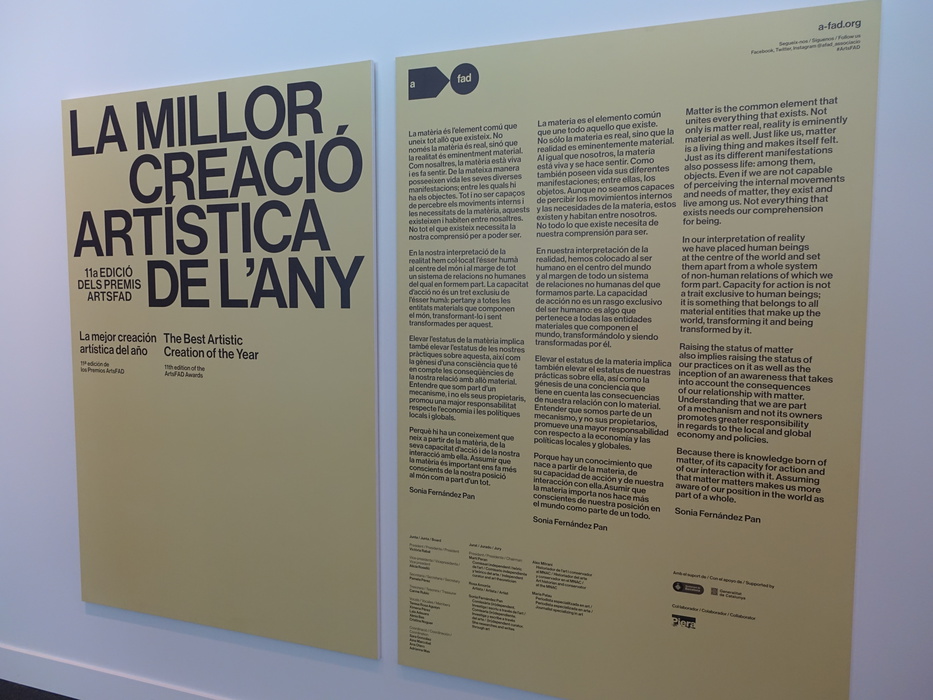 LA MILLOR
CREACIÓ
ARTÍSTICA
DE L'ANY
11a EDICIÓ
DELS PREMIS
ARTSFAD
La mejor creación
artística del año
11ª edición de
los Premios ArtsFAD
The Best Artistic
Creation of the Year
11th edition of the
ArtsFAD Awards
a fad
a-fad.org
Segueix-nos / Síguenos / Follow us
Facebook, Twitter, Instagram @afad_associacio
#ArtsFAD
La matèria és l'element comú que
uneix tot allò que existeix. No
només la matèria és real, sinó que
la realitat és eminentment material.
Com nosaltres, la matèria està viva
i es fa sentir. De la mateixa manera
posseeixen vida les seves diverses
manifestacions; entre les quals hi
ha els objectes. Tot i no ser capaços
de percebre els moviments interns i
les necessitats de la matèria, aquests
existeixen i habiten entre nosaltres.
No tot el que existeix necessita la
nostra comprensió per a poder ser.
En la nostra interpretació de la
realitat hem col·locat l'ésser humà
al centre del món i al marge de tot
un sistema de relacions no humanes
del qual en formem part. La capacitat
d'acció no és un tret exclusiu de
l'ésser humà: pertany a totes les
entitats materials que componen
el món, transformant-lo i sent
transformades per aquest.
Elevar l'estatus de la matèria implica
també elevar l'estatus de les nostres
pràctiques sobre aquesta, així com
la gènesi d'una consciència que té
en compte les conseqüències de
la nostra relació amb allò material.
Entendre que som part d'un
mecanisme, i no els seus propietaris,
promou una major responsabilitat
respecte l'economia i les polítiques
locals i globals.
Perquè hi ha un coneixement que
neix a partir de la matèria, de la
seva capacitat d'acció i de la nostra
interacció amb ella. Assumir que
la matèria és important ens fa més
conscients de la nostra posició
al món com a part d'un tot.
Sonia Fernández Pan
La materia es el elemento común
que une todo aquello que existe.
No sólo la materia es real, sino que la
realidad es eminentemente material.
Al igual que nosotros, la materia
está viva y se hace sentir. Como
también poseen vida sus diferentes
manifestaciones; entre ellas, los
objetos. Aunque no seamos capaces
de percibir los movimientos internos
y las necesidades de la materia, estos
existen y habitan entre nosotros.
No todo lo que existe necesita de
nuestra comprensión para ser.
En nuestra interpretación de la
realidad, hemos colocado al ser
humano en el centro del mundo
y al margen de todo un sistema
de relaciones no humanas del que
formamos parte. La capacidad
de acción no es un rasgo exclusivo
del ser humano: es algo que
pertenece a todas las entidades
materiales que componen el
mundo, transformándolo y siendo
transformadas por él.
Elevar el estatus de la materia implica
también elevar el estatus de nuestras
prácticas sobre ella, así como la
génesis de una conciencia que
tiene en cuenta las consecuencias
de nuestra relación con lo material.
Entender que somos parte de un
mecanismo, y no sus propietarios,
promueve una mayor responsabilidad
con respecto a la economía y las
políticas locales y globales.
Porque hay un conocimiento que
nace a partir de la materia, de
su capacidad de acción y de nuestra
interacción con ella.Asumir que
la materia importa nos hace más
conscientes de nuestra posición en
el mundo como parte de un todo.
Sonia Fernández Pan
Matter is the common element that
unites everything that exists. Not
only is matter real, reality is eminently
material as well. Just like us, matter
is a living thing and makes itself felt.
Just as its different manifestations
also possess life: among them,
objects. Even if we are not capable
of perceiving the internal movements
and needs of matter, they exist and
live among us. Not everything that
exists needs our comprehension
for being.
In our interpretation of reality
we have placed human beings
at the centre of the world and set
them apart from a whole system
of non-human relations of which we
form part. Capacity for action is not
a trait exclusive to human beings;
it is something that belongs to all
material entities that make up the
world, transforming it and being
transformed by it.
Raising the status of matter
also implies raising the status of
our practices on it as well as the
inception of an awareness that takes
into account the consequences
of our relationship with matter.
Understanding that we are part
of a mechanism and not its owners
promotes greater responsibility
in regards to the local and global
economy and policies.
Because there is knowledge born of
matter, of its capacity for action and
of our interaction with it. Assuming
that matter matters makes us more
aware of our position in the world as
part of a whole.
Sonia Fernández Pan
Amb el suport de / Con el apoyo de / Supported by
Generalitat
de Catalunya
Col·laborador / Colaborador / Collaborator
Piera